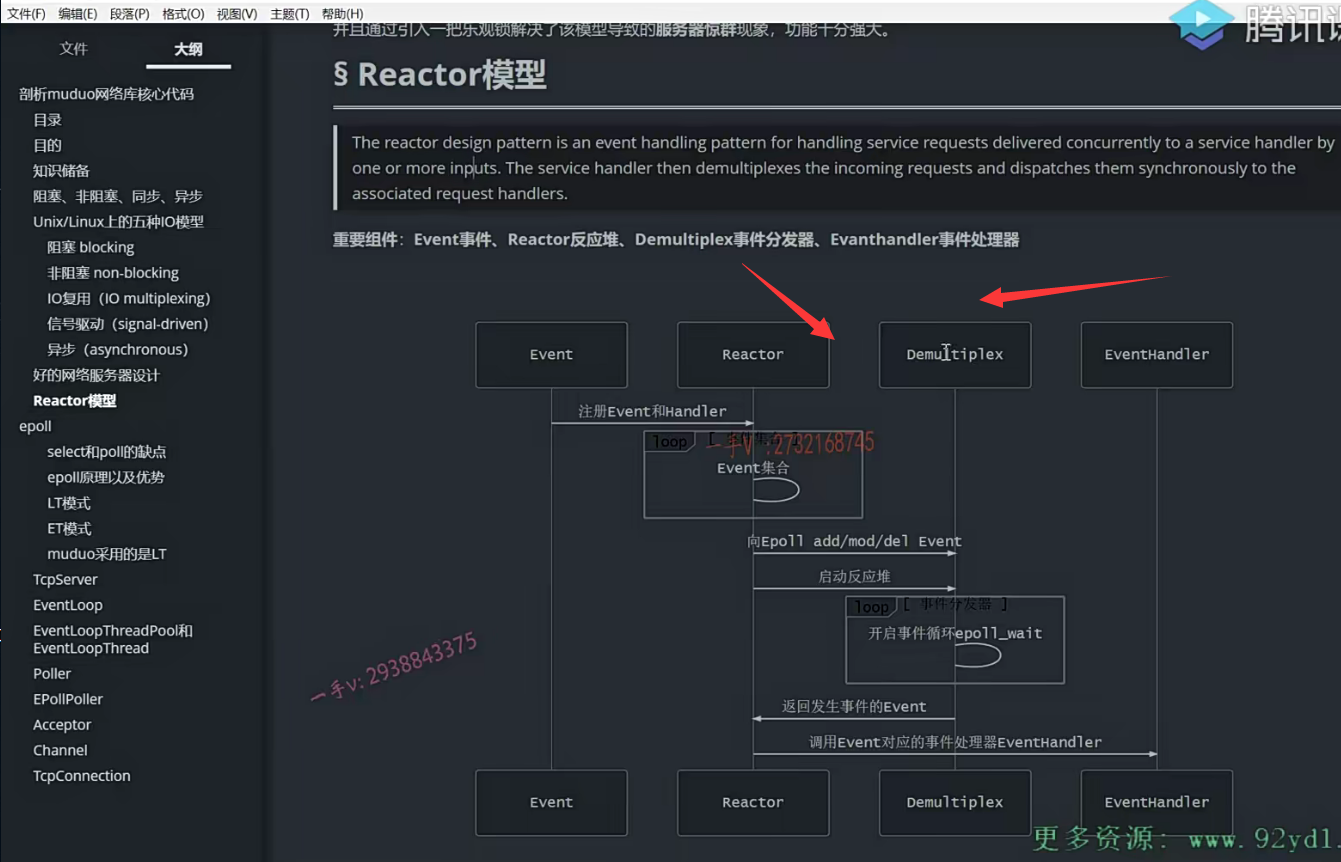 文件(F) 编辑(E) 段落(P) 格式(O) 视图(V) 主题(T) 帮助(H)
文件 大纲
剖析muduo网络库核心代码
目录
目的
知识储备
阻塞、非阻塞、同步、异步
Unix/Linux上的五种IO模型
阻塞 blocking
非阻塞 non-blocking
IO复用（IO multiplexing）
信号驱动（signal-driven）
异步（asynchronous）
好的网络服务器设计
Reactor模型
epoll
select和poll的缺点
epoll原理以及优势
LT模式
ET模式
muduo采用的是LT
TcpServer
EventLoop
EventLoopThreadPool和
EventLoopThread
Poller
EPollPoller
Acceptor
Channel
TcpConnection
并且通过引入一把乐观锁解决了该模型导致的服务器惊群现象，功能十分强大。
腾讯课
§ Reactor模型
The reactor design pattern is an event handling pattern for handling service requests delivered concurrently to a service handler by
one or more inputs. The service handler then demultiplexes the incoming requests and dispatches them synchronously to the
associated request handlers.
重要组件：Event事件、Reactor反应堆、Demultiplex事件分发器、Evanthandler事件处理器
Event Reactor Demultiplex EventHandler
注册Event和Handler
loop [ 事件集合 ]
一手V :2732168745
Event集合
向Epoll add/mod/del Event
启动反应堆
loop [ 事件分发器 ]
开启事件循环epoll_wait
一手v: 2938843375
返回发生事件的Event
调用Event对应的事件处理器EventHandler
Event Reactor Demultiplex EventHandler
更多资源: www.92yd1.